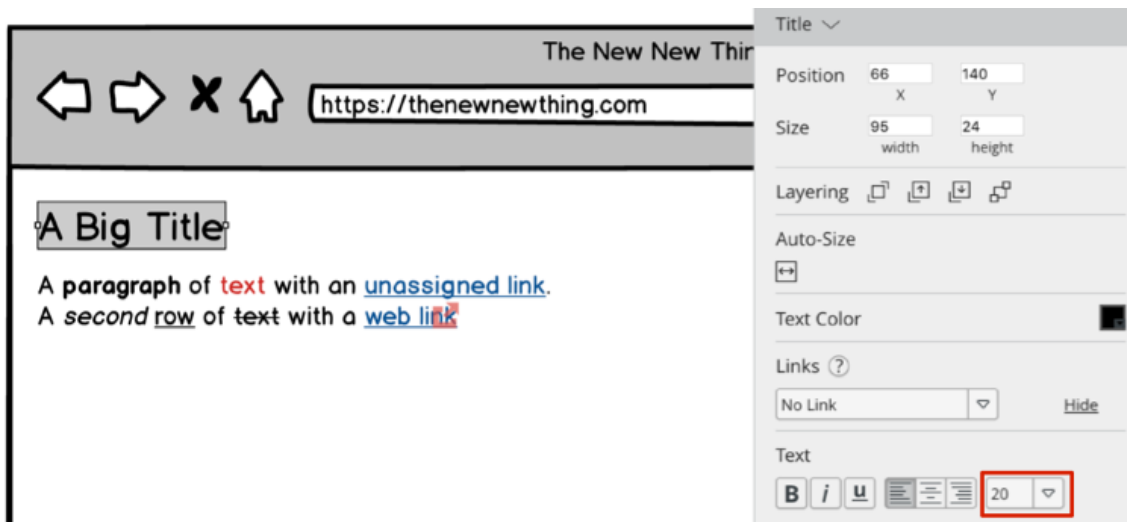 The New New Thin
https://thenewnewthing.com
A Big Title
A paragraph of text with an unassigned link.
A second row of text with a web link
Title
Position 66 140
X Y
Size 95 24
width height
Layering
Auto-Size
Text Color
Links ?
No Link Hide
Text
B i u 20